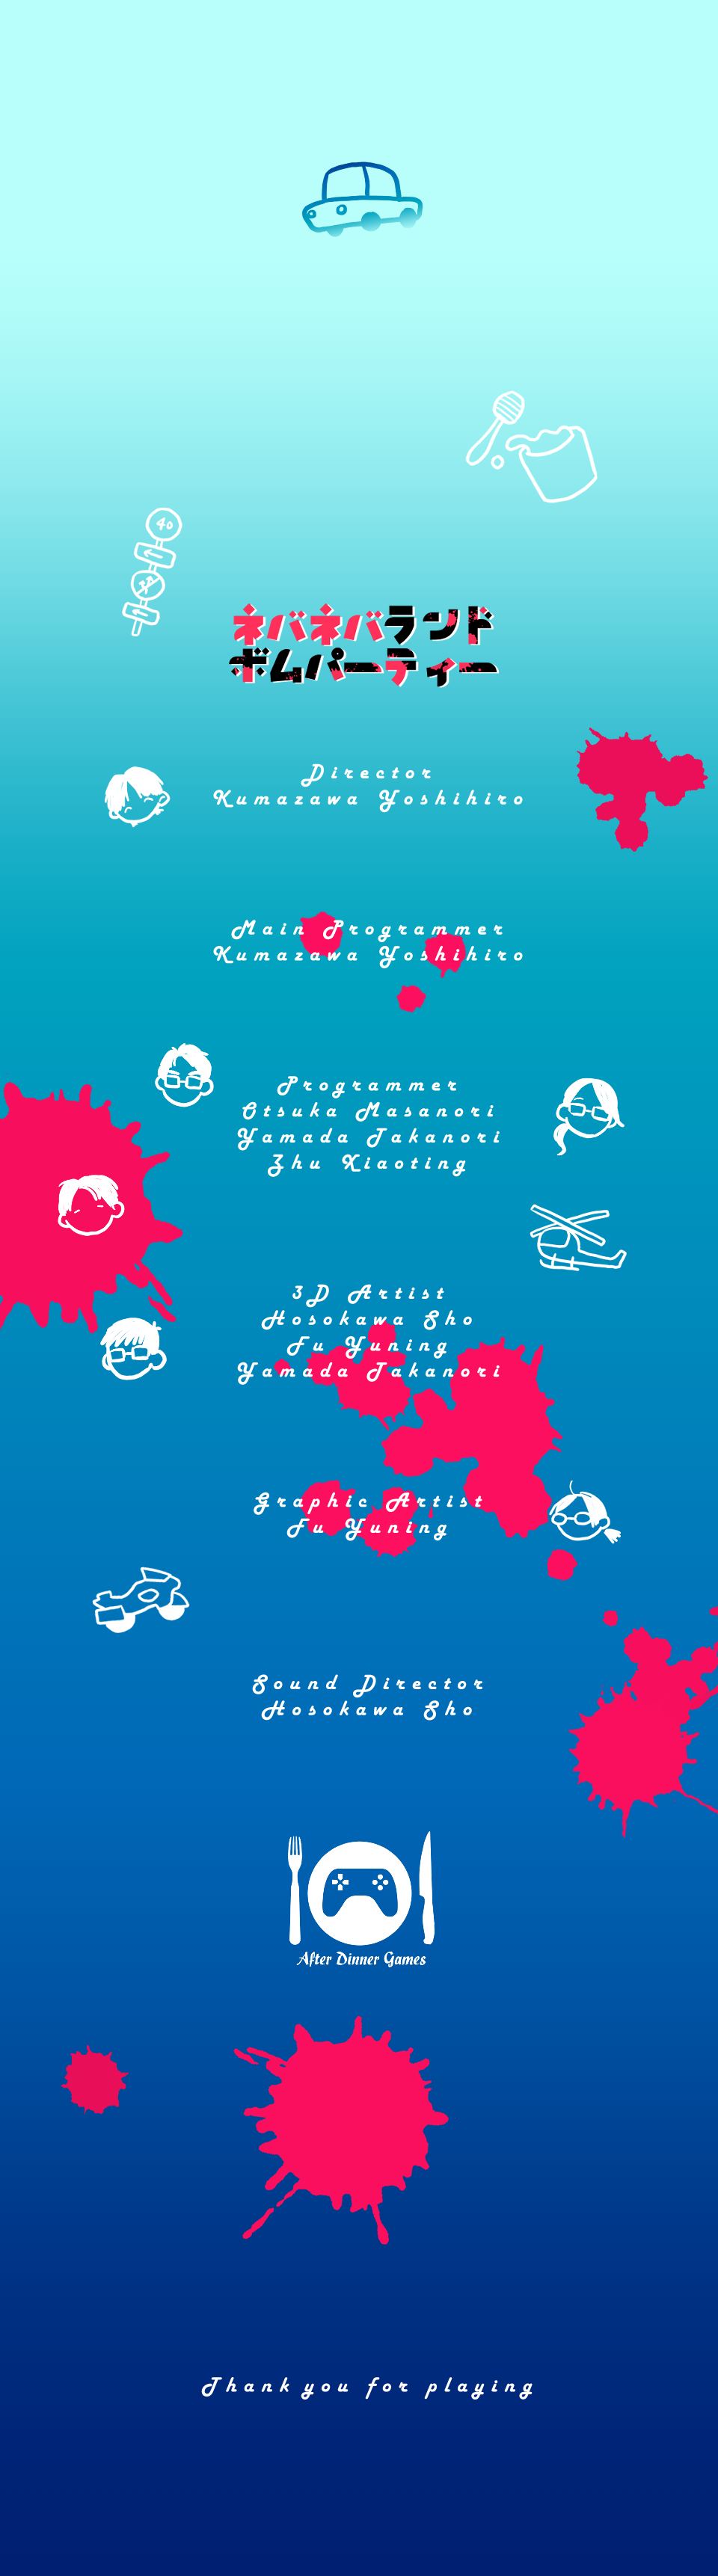 40
ネバネバランド
ボムパーティー
Director
Kumazawa Yoshihiro
Main Programmer
Kumazawa Yoshihiro
Programmer
Otsuka Masanori
Yamada Takanori
Zhu Xiaoting
3D Artist
Hosokawa Sho
Fu Yuning
Yamada Takanori
Graphic Artist
Fu Yuning
Sound Director
Hosokawa Sho
After Dinner Games
Thank you for playing